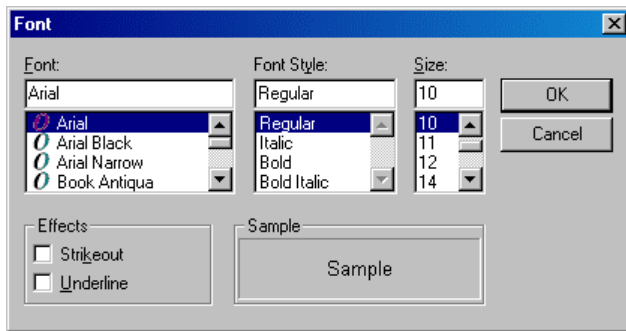 Font
Font: Font Style: Size:
Arial Regular 10 OK
Arial Regular 10
Arial Black Italic 11 Cancel
Arial Narrow Bold 12
Book Antiqua Bold Italic 14
Effects Sample
Strikeout
Sample
Underline